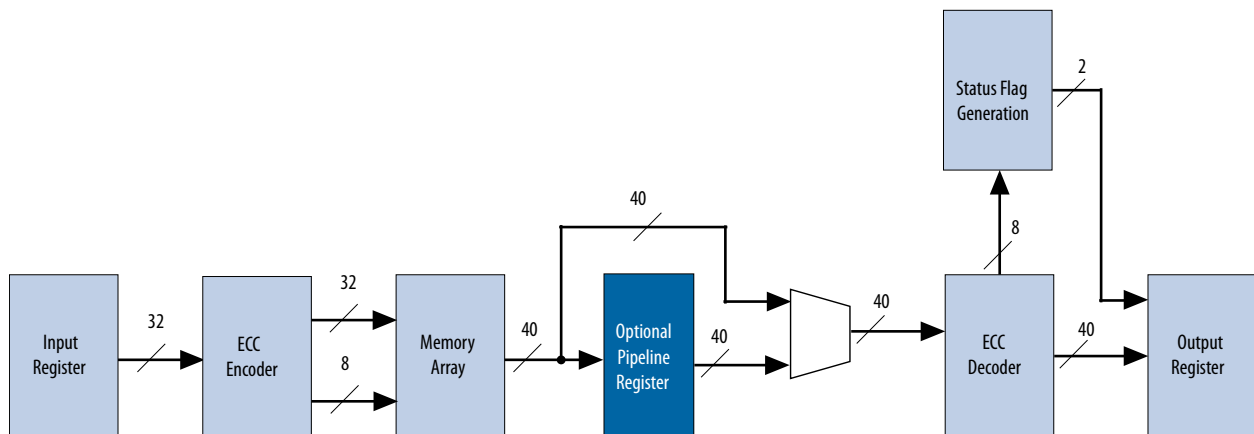 Status Flag
Generation
2
40
8
Input
Register
32
ECC
Encoder
32
8
Memory
Array
40
Optional
Pipeline
Register
40
40
ECC
Decoder
40
Output
Register